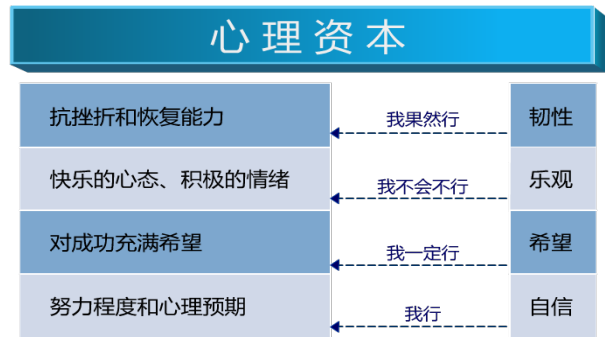 心理资本
抗挫折和恢复能力 我果然行 韧性
快乐的心态、积极的情绪 我不会不行 乐观
对成功充满希望 我一定行 希望
努力程度和心理预期 我行 自信